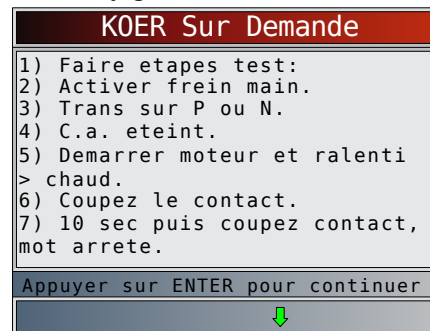 KOER Sur Demande
1) Faire etapes test:
2) Activer frein main.
3) Trans sur P ou N.
4) C.a. eteint.
5) Demarrer moteur et ralenti
> chaud.
6) Coupez le contact.
7) 10 sec puis coupez contact,
mot arrete.
Appuyer sur ENTER pour continuer